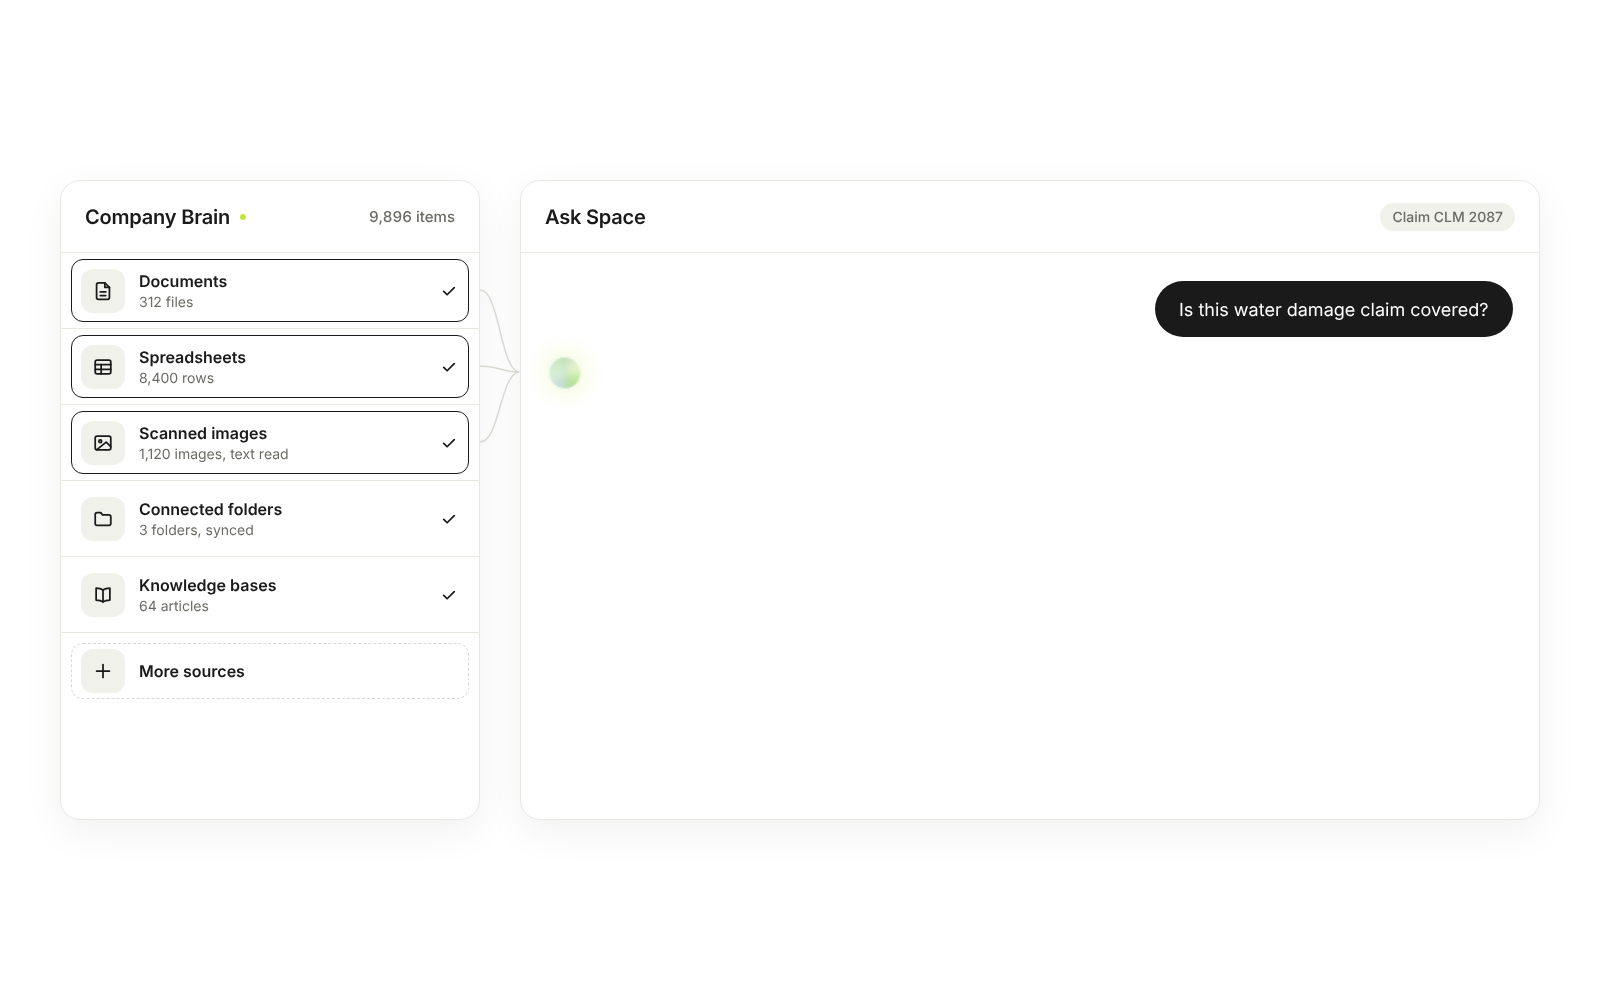 Company Brain
9,896 items
Documents
312 files
Spreadsheets
8,400 rows
Scanned images
1,120 images, text read
Connected folders
3 folders, synced
Knowledge bases
64 articles
More sources
Ask Space
Claim CLM 2087
Is this water damage claim covered?